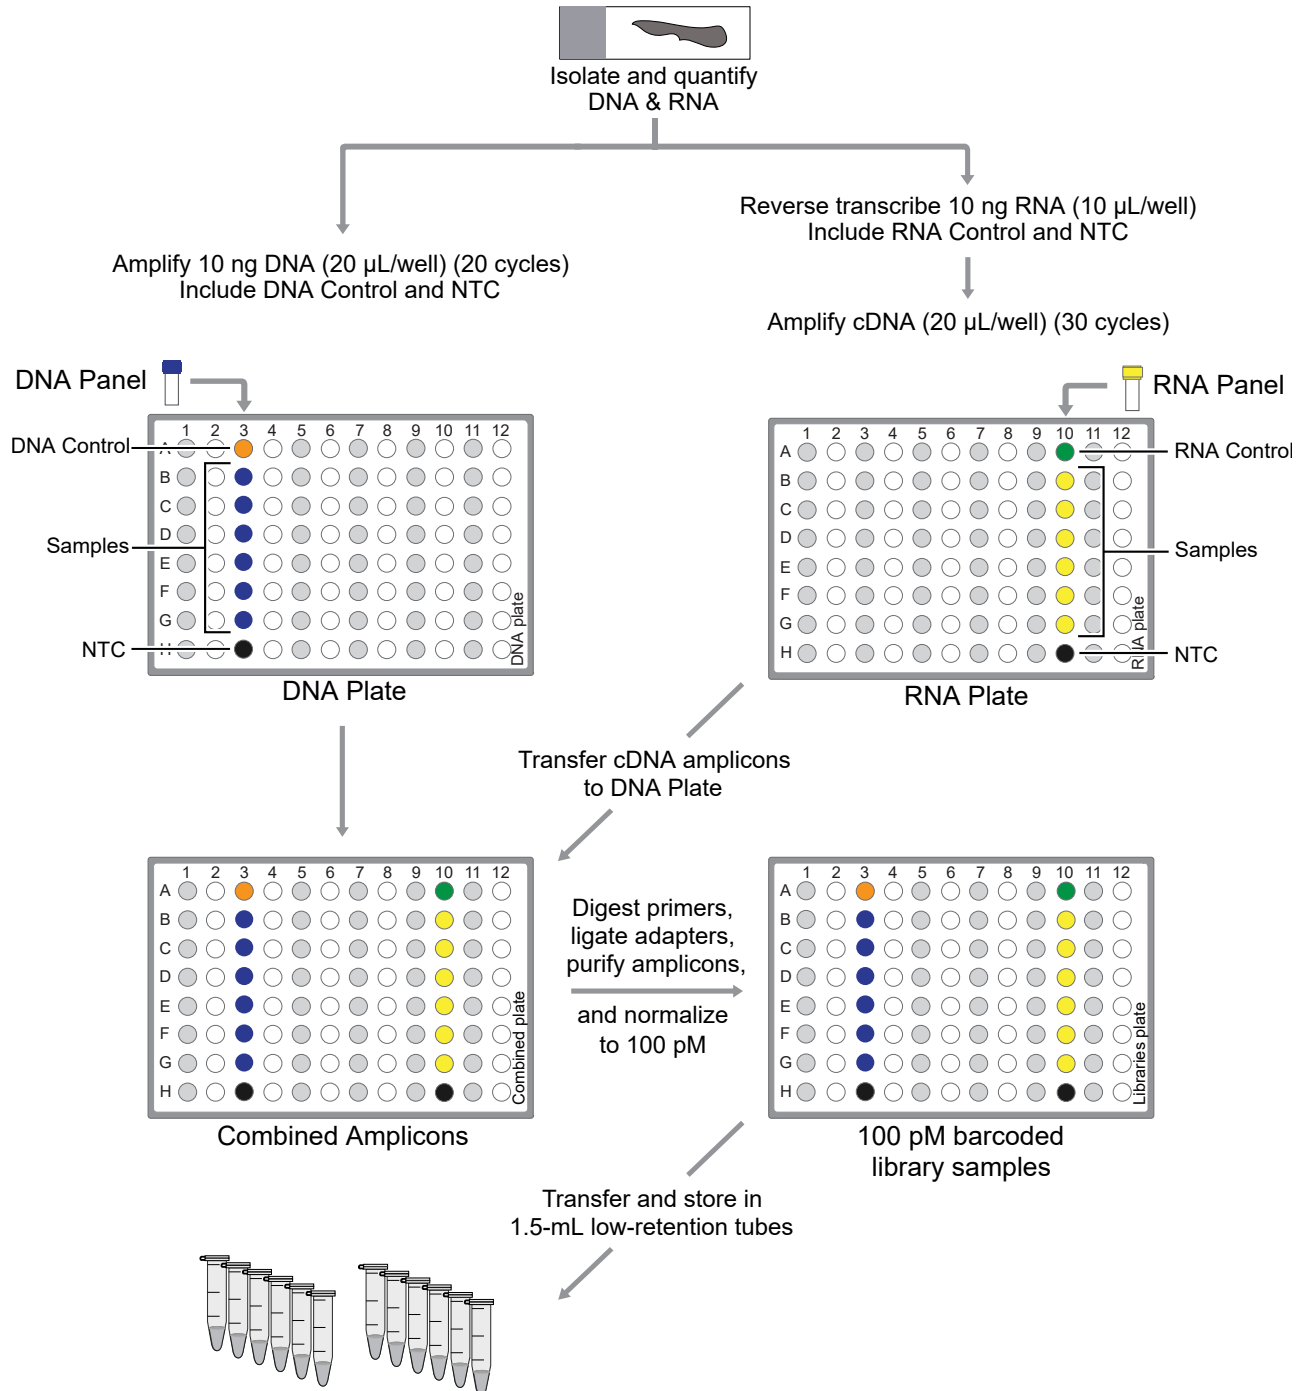 Isolate and quantify
DNA & RNA
Reverse transcribe 10 ng RNA (10 µL/well)
Include RNA Control and NTC
Amplify 10 ng DNA (20 µL/well) (20 cycles)
Include DNA Control and NTC
Amplify cDNA (20 µL/well) (30 cycles)
DNA Panel
RNA Panel
1 2 3 4 5 6 7 8 9 10 11 12
DNA Control
A
B
C
D
Samples
E
F
G
NTC
H
DNA plate
DNA Plate
1 2 3 4 5 6 7 8 9 10 11 12
A
RNA Control
B
C
D
Samples
E
F
G
H
NTC
RNA plate
RNA Plate
Transfer cDNA amplicons
to DNA Plate
1 2 3 4 5 6 7 8 9 10 11 12
A
B
C
D
E
F
G
H
Combined plate
Combined Amplicons
Digest primers,
ligate adapters,
purify amplicons,
and normalize
to 100 pM
1 2 3 4 5 6 7 8 9 10 11 12
A
B
C
D
E
F
G
H
Libraries plate
100 pM barcoded
library samples
Transfer and store in
1.5-mL low-retention tubes